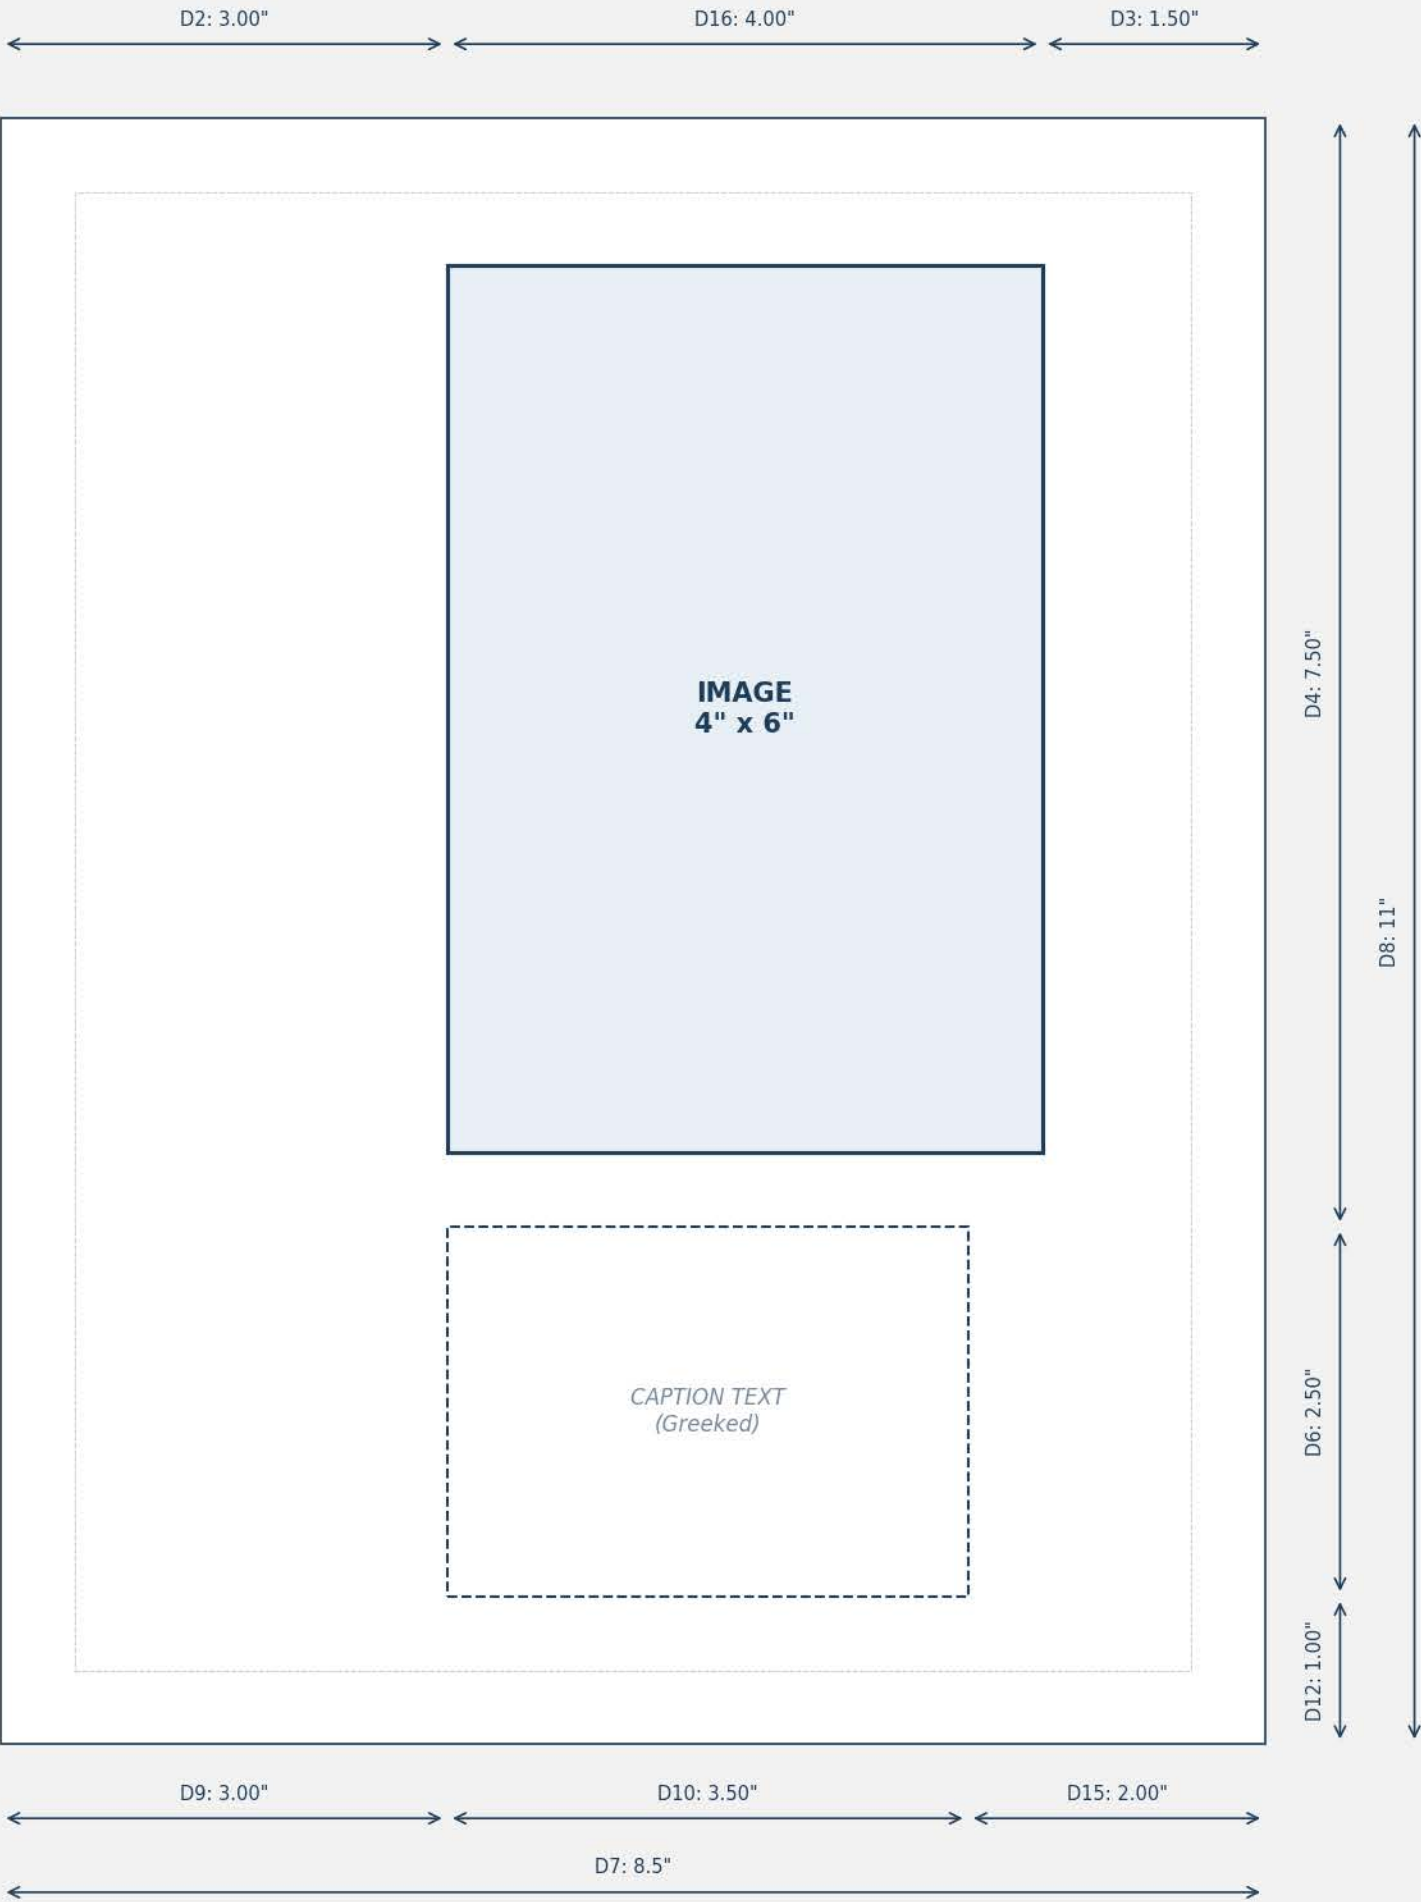 D2: 3.00"
D16: 4.00"
D3: 1.50"
IMAGE
4" x 6"
D4: 7.50"
D8: 11"
CAPTION TEXT
(Greeked)
D6: 2.50"
D12: 1.00"
D9: 3.00"
D10: 3.50"
D15: 2.00"
D7: 8.5"